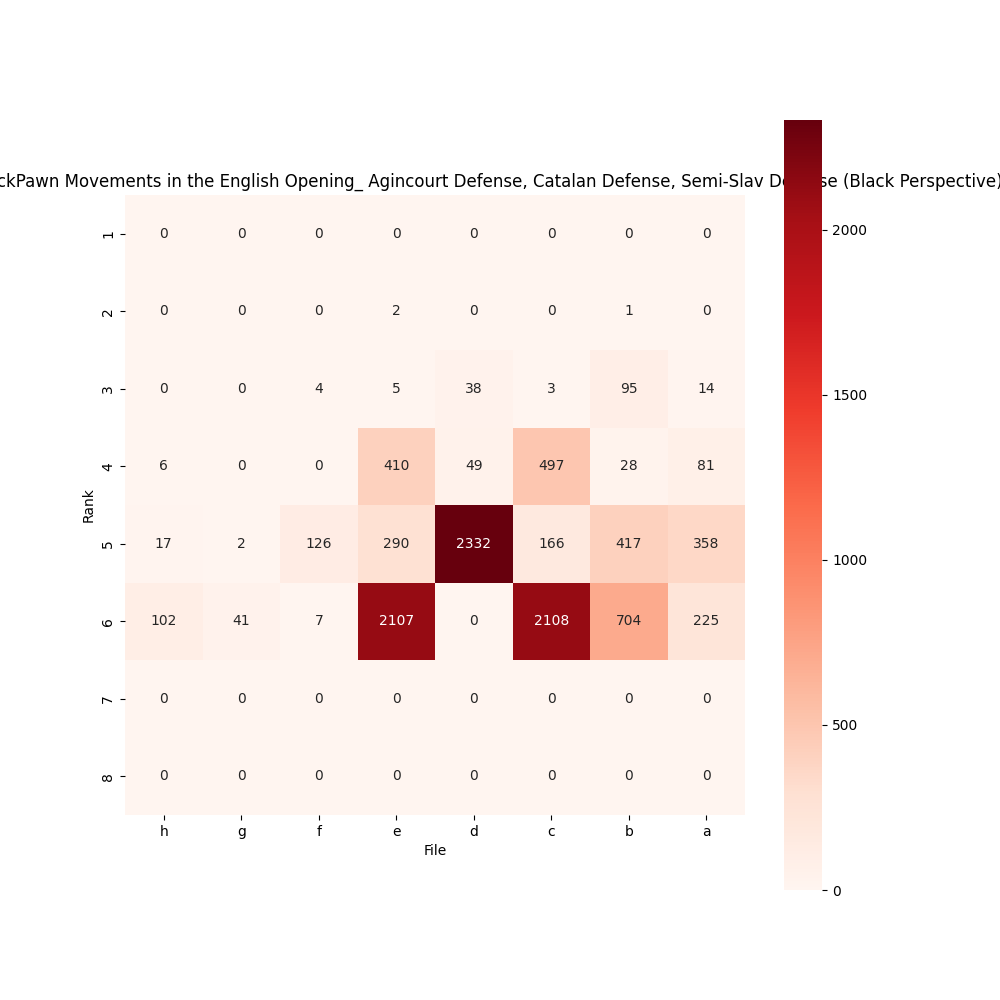 Pawn Movements in the English Opening_ Agincourt Defense, Catalan Defense, Semi-Slav (Black Perspective)
1 0 0 0 0 0 0 0 0
2 0 0 0 2 0 0 1 0
2000
3 0 0 4 5 38 3 95 14
1500
4 6 0 0 410 49 497 28 81
Rank
5 17 2 126 290 2332 166 417 358
1000
6 102 41 7 2107 0 2108 704 225
7 0 0 0 0 0 0 0 0
500
8 0 0 0 0 0 0 0 0
h g f e d c b a
File
0